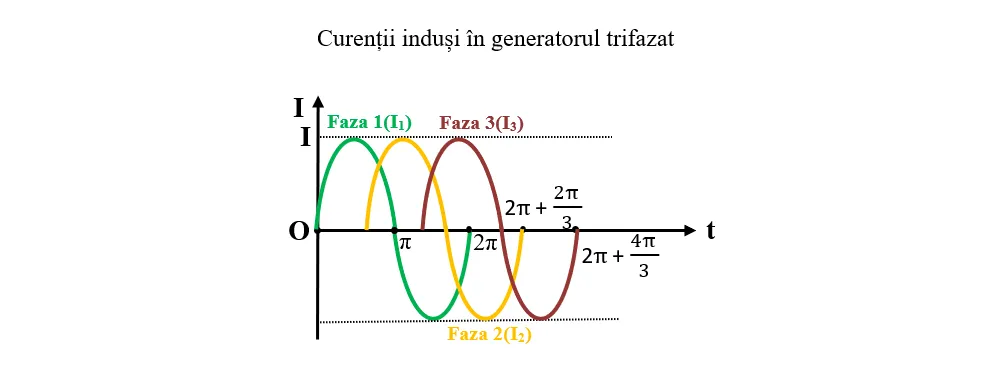 Curenții induși în generatorul trifazat
I
Faza 1(I₁)
Faza 3(I₃)
I
2π + 2π/3
O
π
2π
t
2π + 4π/3
Faza 2(I₂)